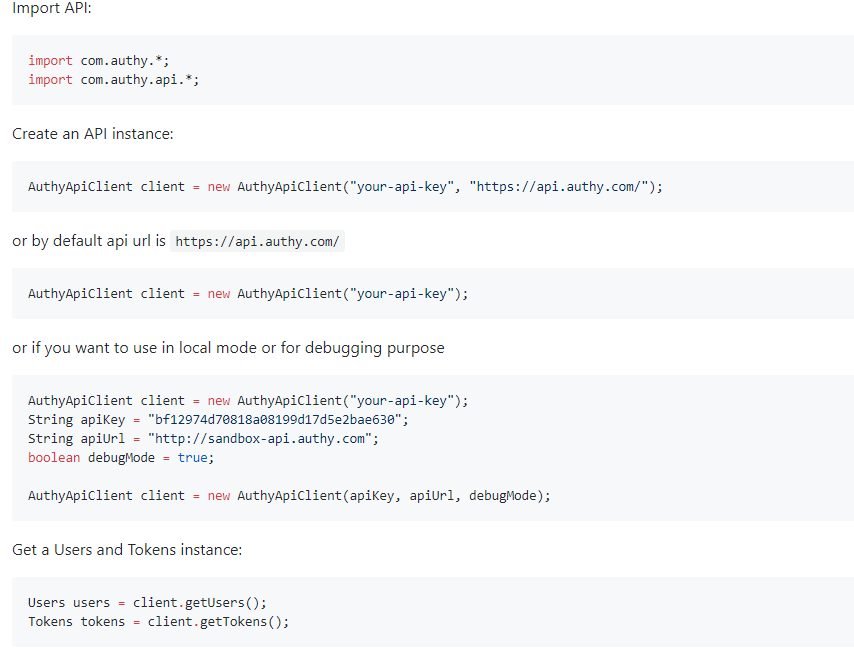 Import API:
import com.authy.*;
import com.authy.api.*;
Create an API instance:
AuthyApiClient client = new AuthyApiClient("your-api-key", "https://api.authy.com/");
or by default api url is https://api.authy.com/
AuthyApiClient client = new AuthyApiClient("your-api-key");
or if you want to use in local mode or for debugging purpose
AuthyApiClient client = new AuthyApiClient("your-api-key");
String apiKey = "bf12974d70818a08199d17d5e2bae630";
String apiUrl = "http://sandbox-api.authy.com";
boolean debugMode = true;
AuthyApiClient client = new AuthyApiClient(apiKey, apiUrl, debugMode);
Get a Users and Tokens instance:
Users users = client.getUsers();
Tokens tokens = client.getTokens();